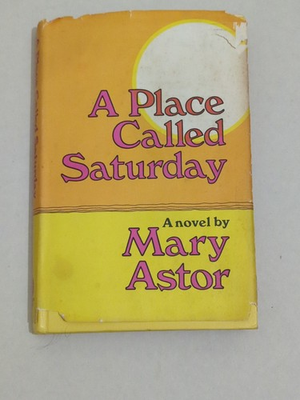 A Place
Called
Saturday
A novel by
Mary
Astor